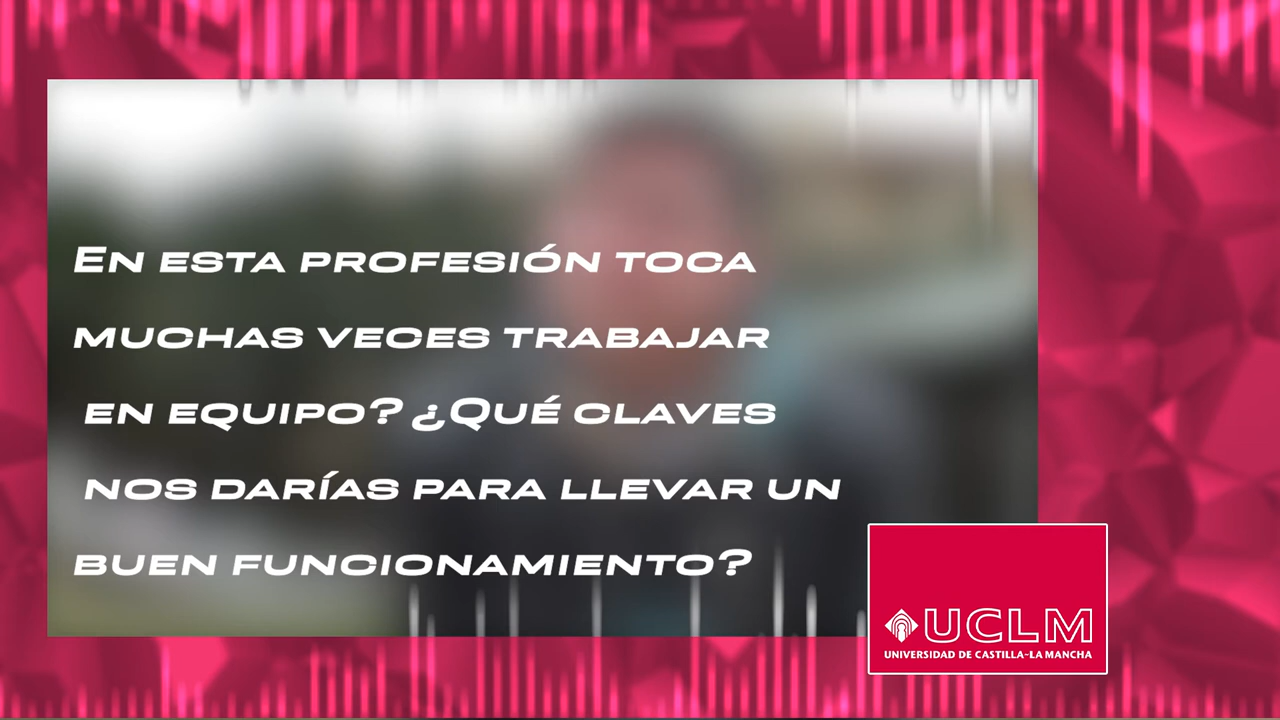 En esta profesión toca
muchas veces trabajar
en equipo? ¿Qué claves
nos darías para llevar un
buen funcionamiento?
UCLM
UNIVERSIDAD DE CASTILLA-LA MANCHA